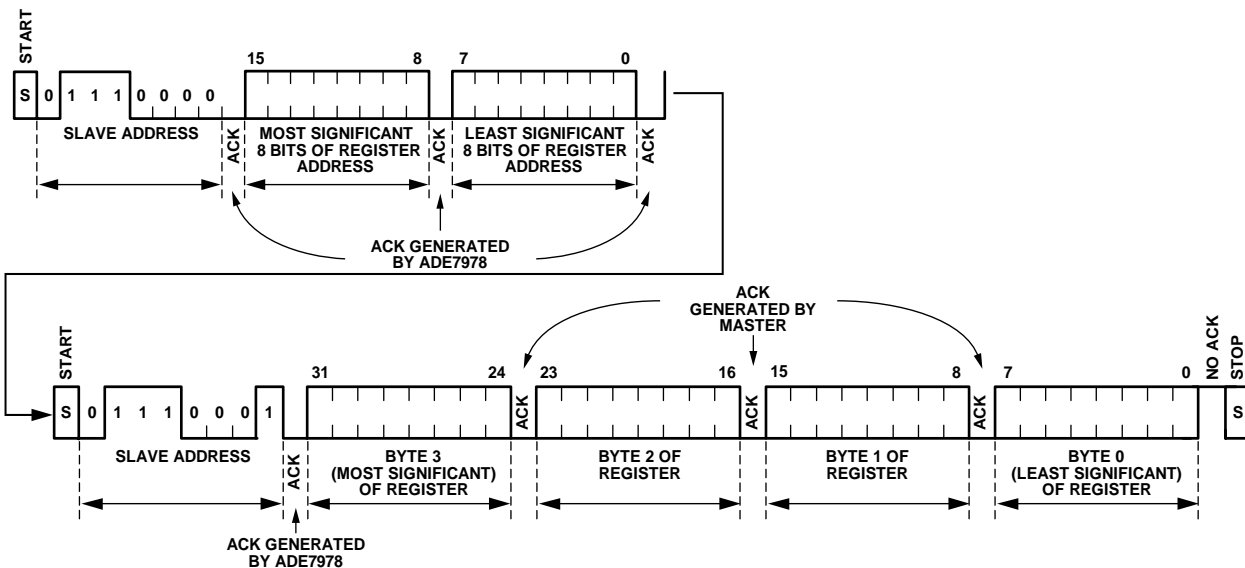 START
15 8 7 0
S 0 1 1 1 0 0 0 0
SLAVE ADDRESS
ACK
MOST SIGNIFICANT
8 BITS OF REGISTER
ADDRESS
ACK
LEAST SIGNIFICANT
8 BITS OF REGISTER
ADDRESS
ACK
ACK GENERATED
BY ADE7978
ACK
GENERATED BY
MASTER
START
31 24 23 16 15 8 7 0
NO ACK
STOP
S 0 1 1 1 0 0 0 1
ACK
ACK
ACK
S
SLAVE ADDRESS
ACK
BYTE 3
(MOST SIGNIFICANT)
OF REGISTER
BYTE 2 OF
REGISTER
BYTE 1 OF
REGISTER
BYTE 0
(LEAST SIGNIFICANT)
OF REGISTER
ACK GENERATED
BY ADE7978